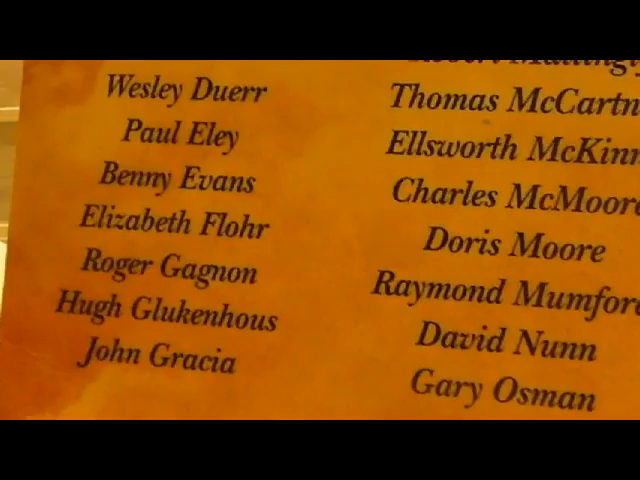 Wesley Duerr
Paul Eley
Benny Evans
Elizabeth Flohr
Roger Gagnon
Hugh Glukenhous
John Gracia
Thomas McCartn
Ellsworth McKinn
Charles McMoore
Doris Moore
Raymond Mumford
David Nunn
Gary Osman